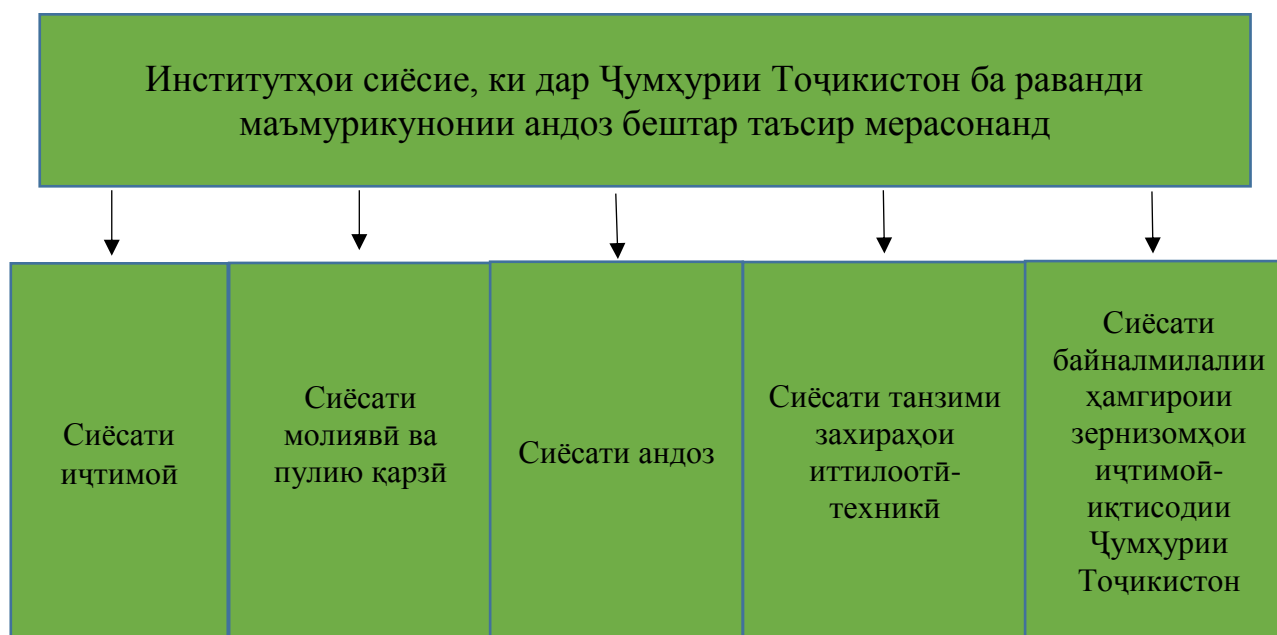 Институтҳои сиёсие, ки дар Ҷумҳурии Тоҷикистон ба раванди
маъмурикунонии андоз бештар таъсир мерасонанд
Сиёсати
иҷтимоӣ
Сиёсати
молиявӣ ва
пулию қарзӣ
Сиёсати андоз
Сиёсати танзими
захираҳои
иттилоотӣ-
техникӣ
Сиёсати
байналмилалии
ҳамгироии
зернизомҳои
иҷтимоӣ-
иқтисодии
Ҷумҳурии
Тоҷикистон